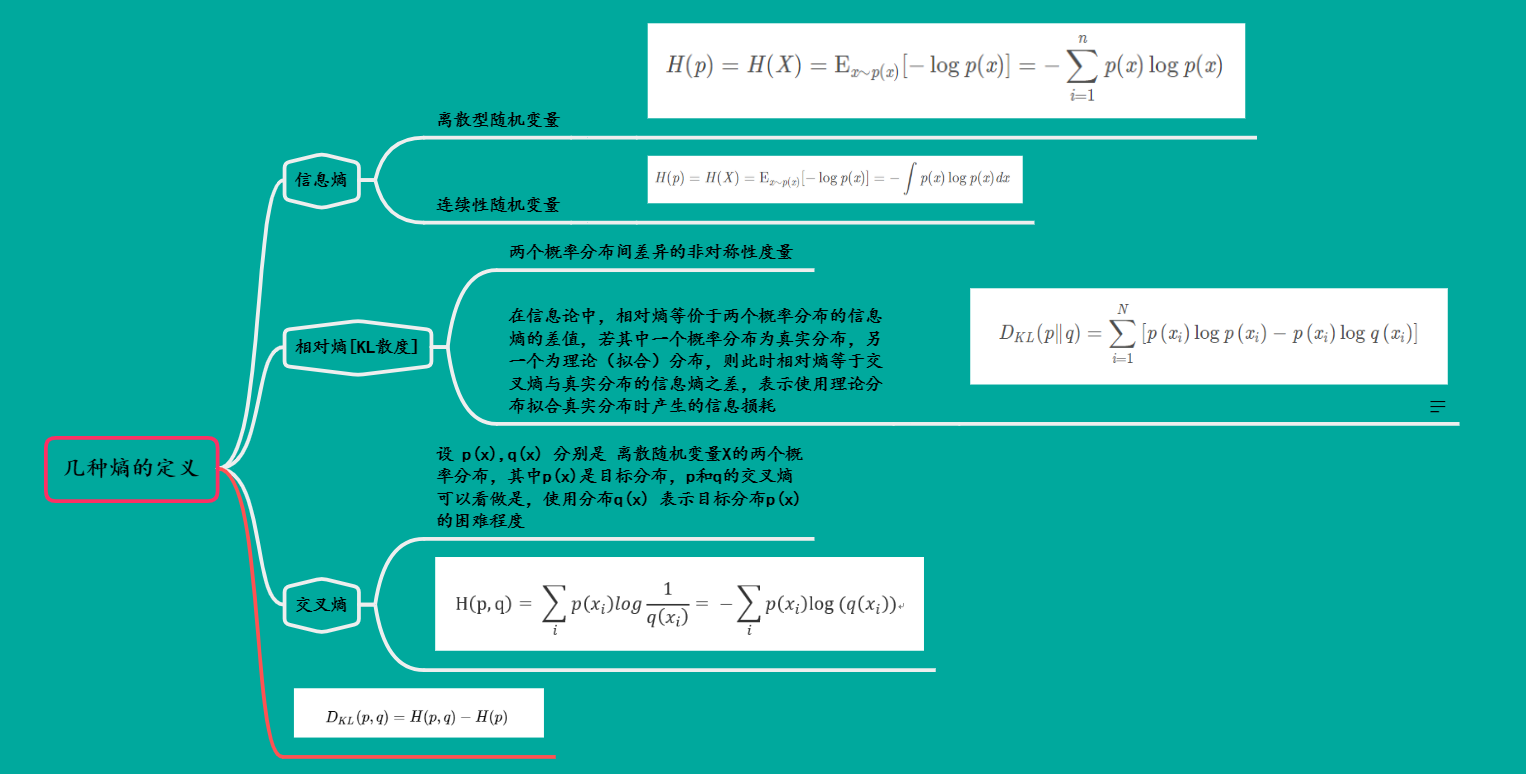 几种熵的定义
信息熵
离散型随机变量
H(p) = H(X) = E_{x∼p(x)}[− log p(x)] = − ∑_{i=1}^{n} p(x) log p(x)
连续性随机变量
H(p) = H(X) = E_{x∼p(x)}[− log p(x)] = − ∫ p(x) log p(x) dx
相对熵[KL散度]
两个概率分布间差异的非对称性度量
在信息论中，相对熵等价于两个概率分布的信息
熵的差值，若其中一个概率分布为真实分布，另
一个为理论（拟合）分布，则此时相对熵等于交
叉熵与真实分布的信息熵之差，表示使用理论分
布拟合真实分布时产生的信息损耗
D_{KL}(p‖q) = ∑_{i=1}^{N} [p (x_i) log p (x_i) − p (x_i) log q (x_i)]
交叉熵
设 p(x),q(x) 分别是 离散随机变量X的两个概
率分布，其中p(x)是目标分布，p和q的交叉熵
可以看做是，使用分布q(x) 表示目标分布p(x)
的困难程度
H(p,q) = ∑_i p(x_i)log 1/q(x_i) = − ∑_i p(x_i)log (q(x_i))↵
D_{KL}(p, q) = H(p, q) − H(p)